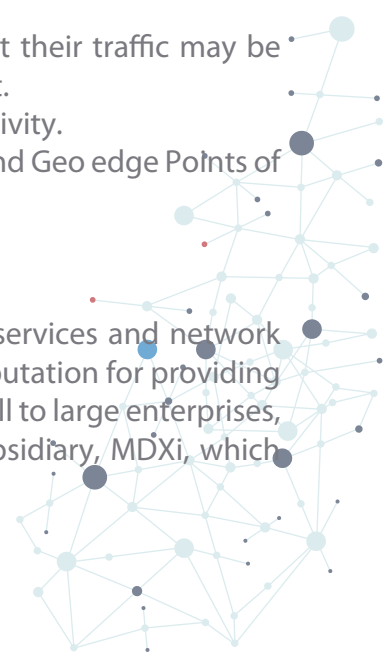 t their traffic may be
t.
ivity.
nd Geo edge Points of
services and network
putation for providing
ll to large enterprises,
bsidiary, MDXi, which